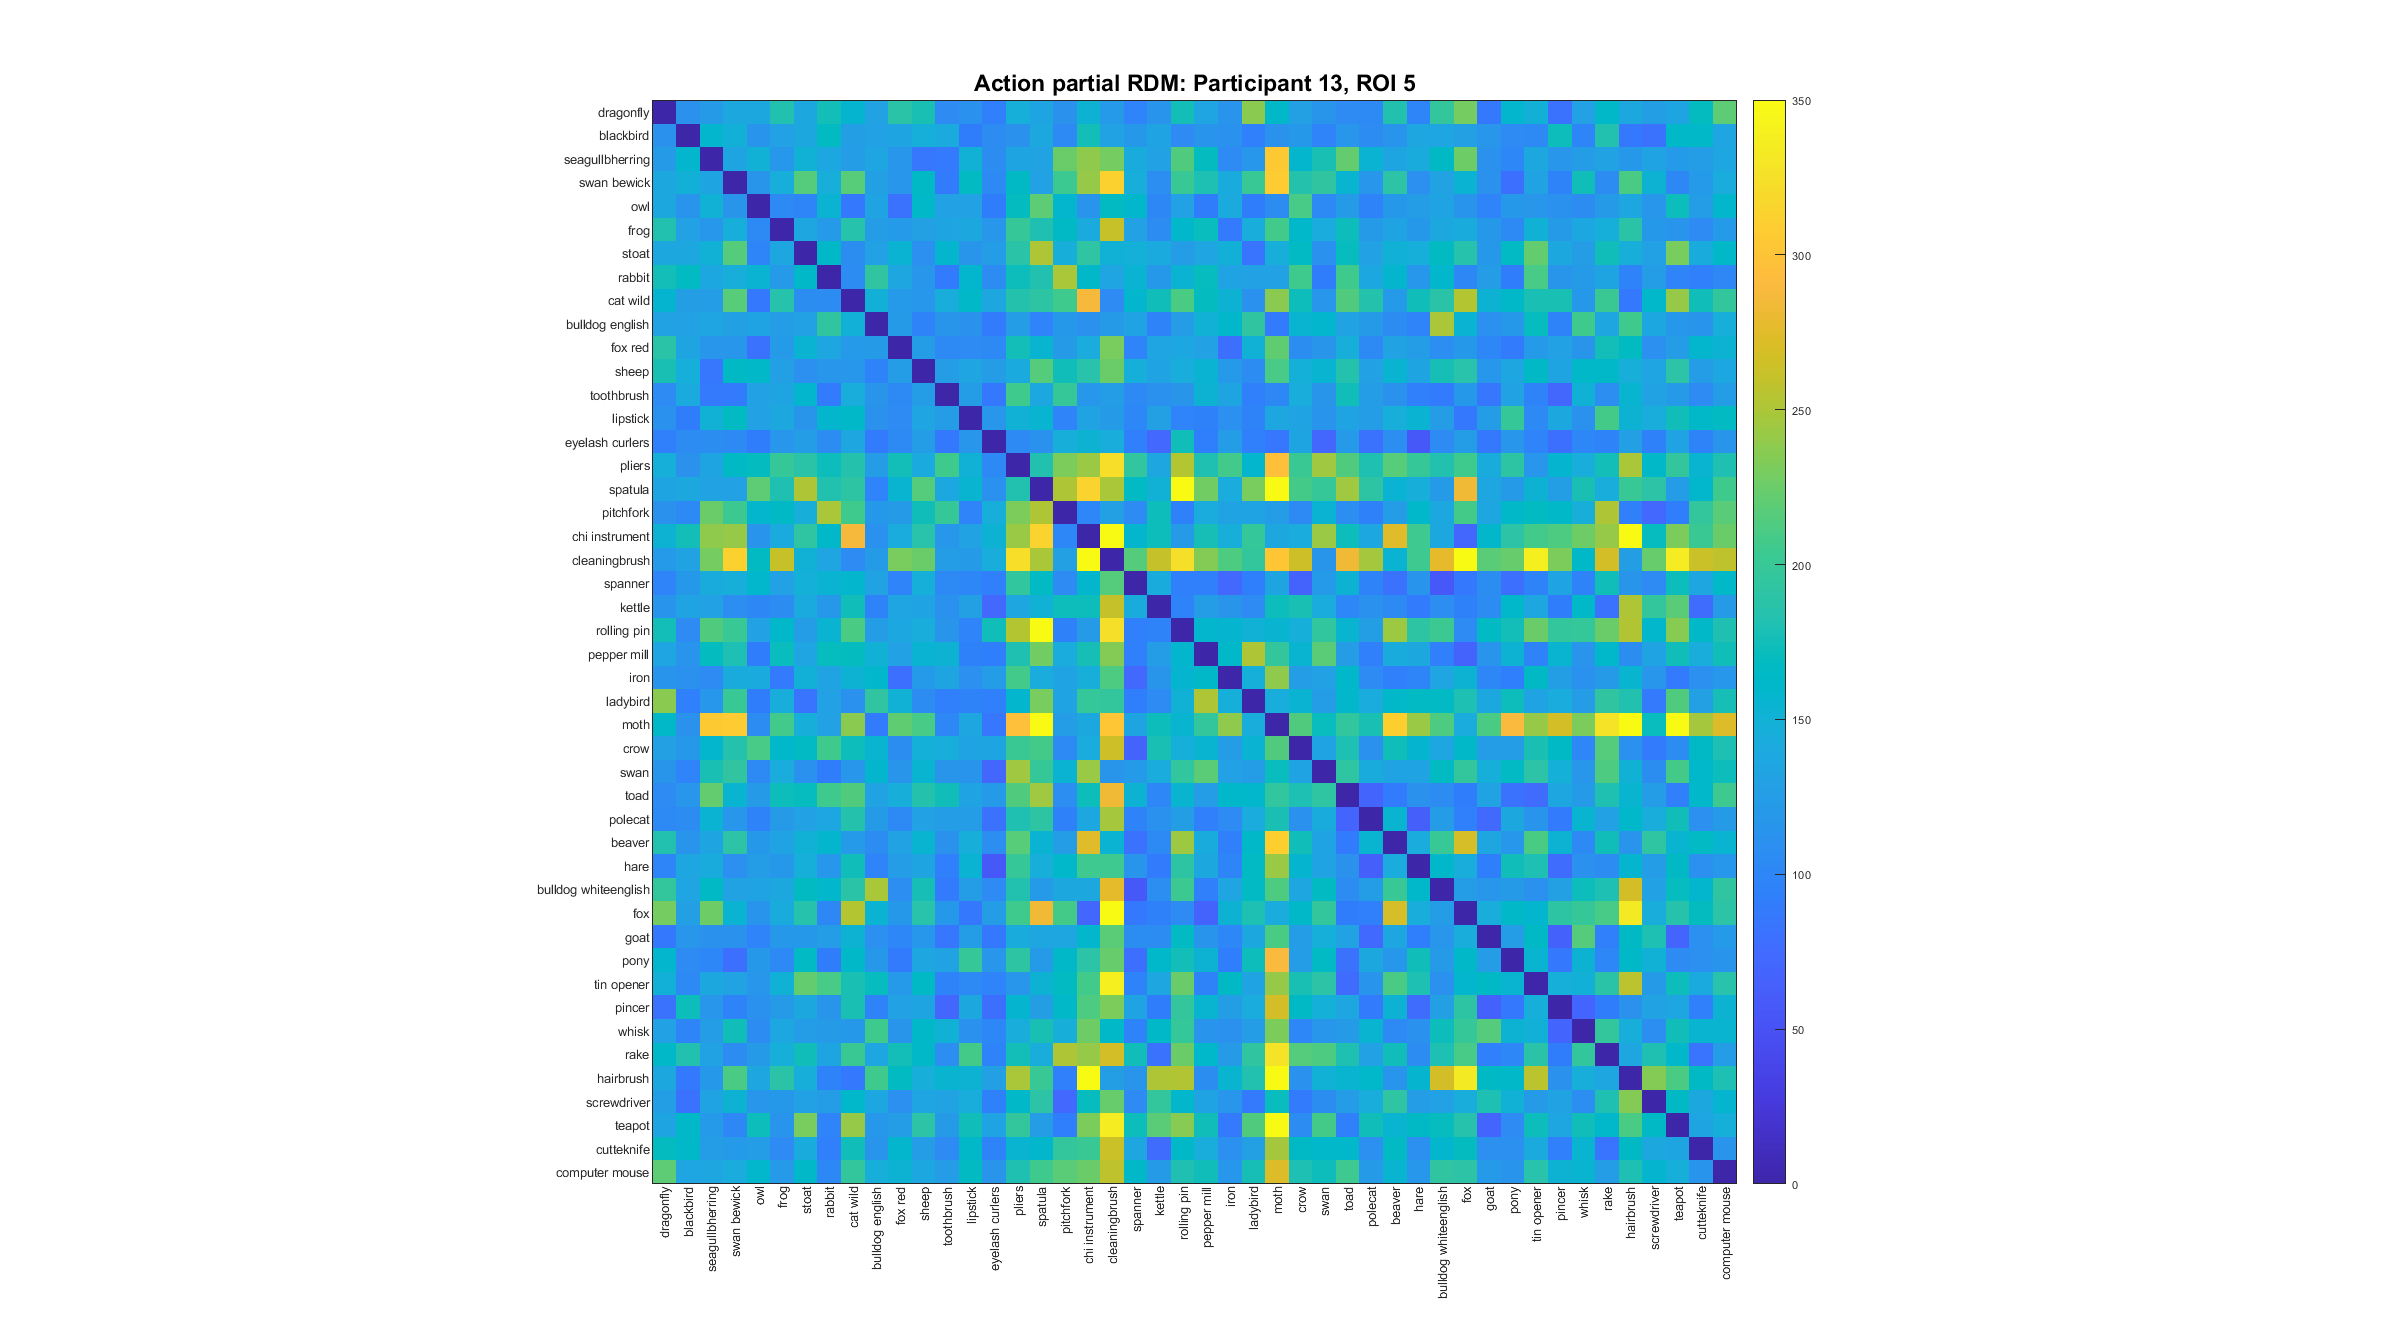 Action partial RDM: Participant 13, ROI 5
dragonfly
blackbird
seagullbherring
swan bewick
owl
frog
stoat
rabbit
cat wild
bulldog english
fox red
sheep
toothbrush
lipstick
eyelash curlers
pliers
spatula
pitchfork
chi instrument
cleaningbrush
spanner
kettle
rolling pin
pepper mill
iron
ladybird
moth
crow
swan
toad
polecat
beaver
hare
bulldog whiteenglish
fox
goat
pony
tin opener
pincer
whisk
rake
hairbrush
screwdriver
teapot
cutteknife
computer mouse
dragonfly
blackbird
seagullbherring
swan bewick
owl
frog
stoat
rabbit
cat wild
bulldog english
fox red
sheep
toothbrush
lipstick
eyelash curlers
pliers
spatula
pitchfork
chi instrument
cleaningbrush
spanner
kettle
rolling pin
pepper mill
iron
ladybird
moth
crow
swan
toad
polecat
beaver
hare
bulldog whiteenglish
fox
goat
pony
tin opener
pincer
whisk
rake
hairbrush
screwdriver
teapot
cutteknife
computer mouse
350
300
250
200
150
100
50
0